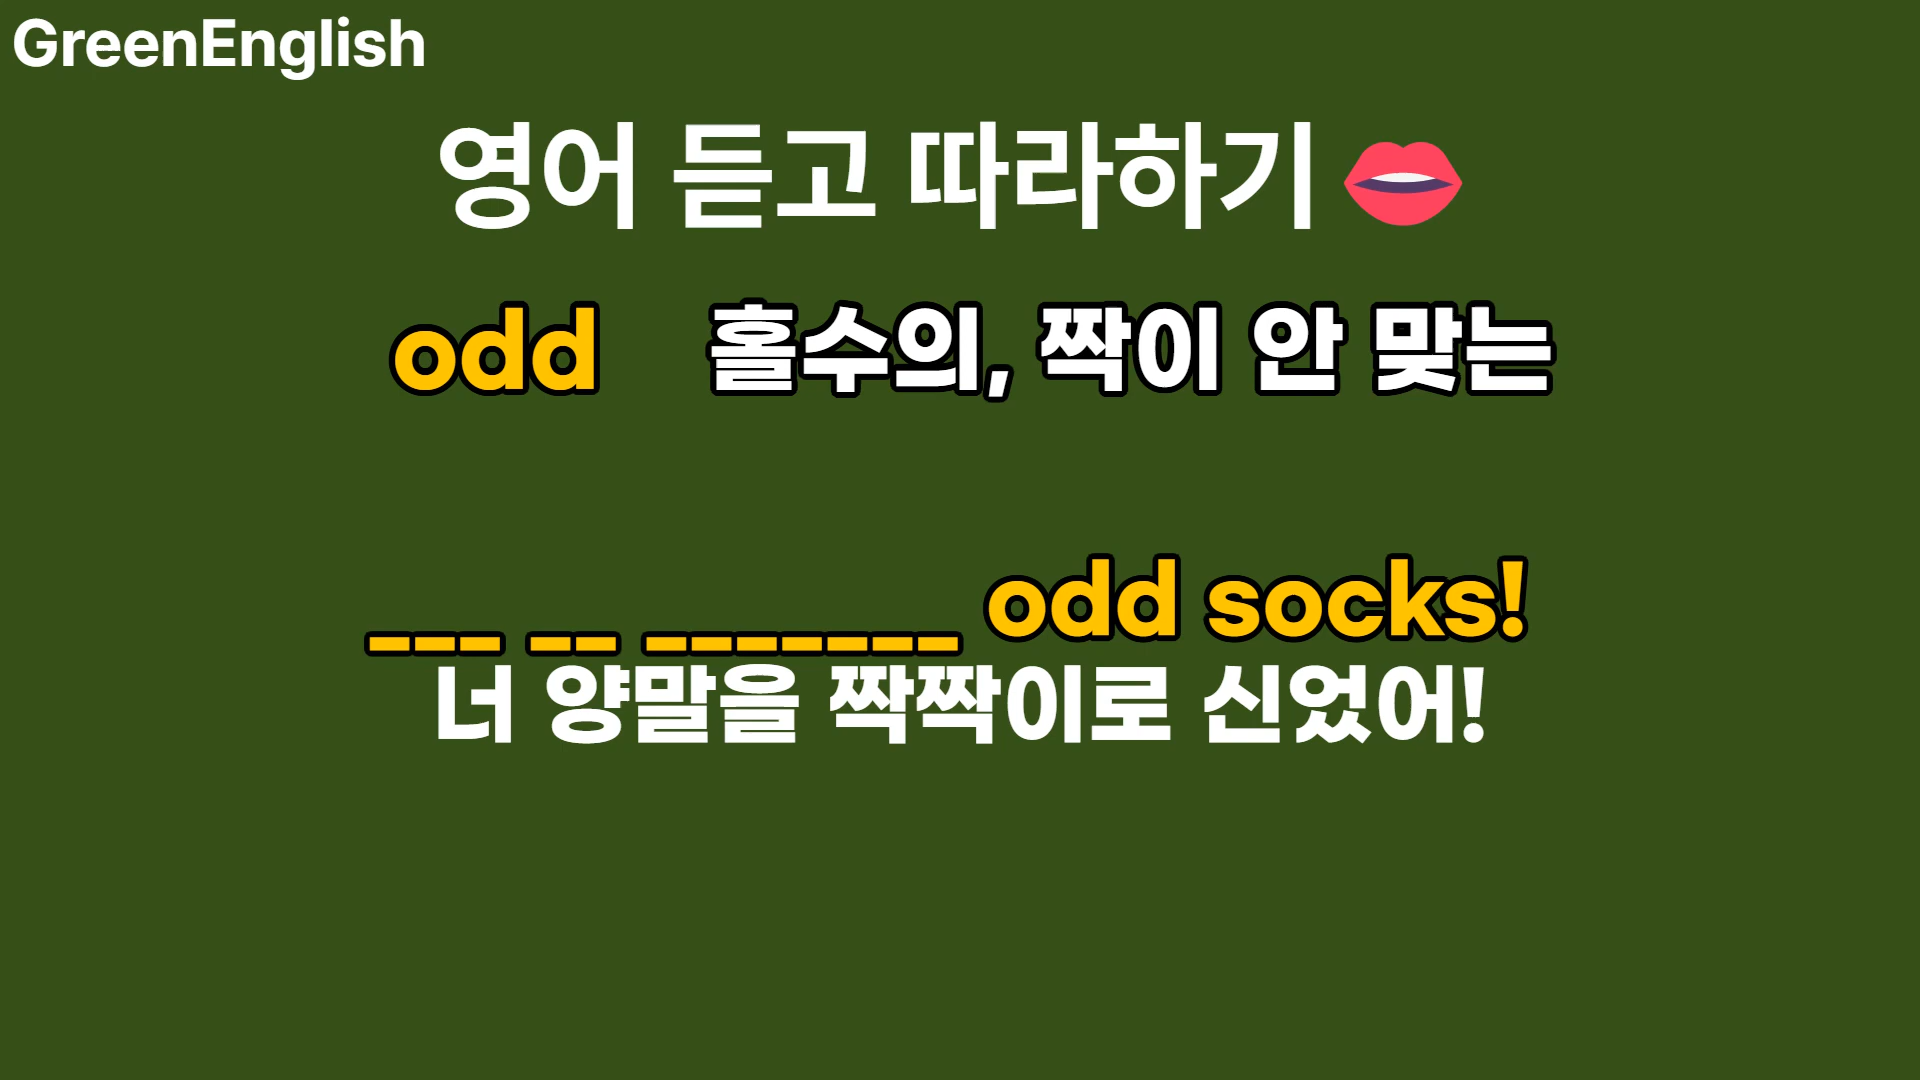 GreenEnglish
영어 듣고 따라하기
odd 홀수의, 짝이 안 맞는
___ __ _______ odd socks!
너 양말을 짝짝이로 신었어!